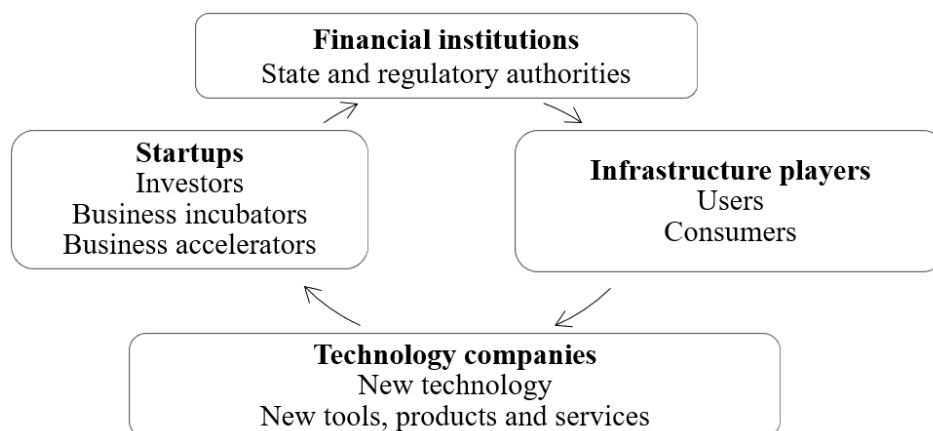 Financial institutions
State and regulatory authorities
Startups
Investors
Business incubators
Business accelerators
Infrastructure players
Users
Consumers
Technology companies
New technology
New tools, products and services